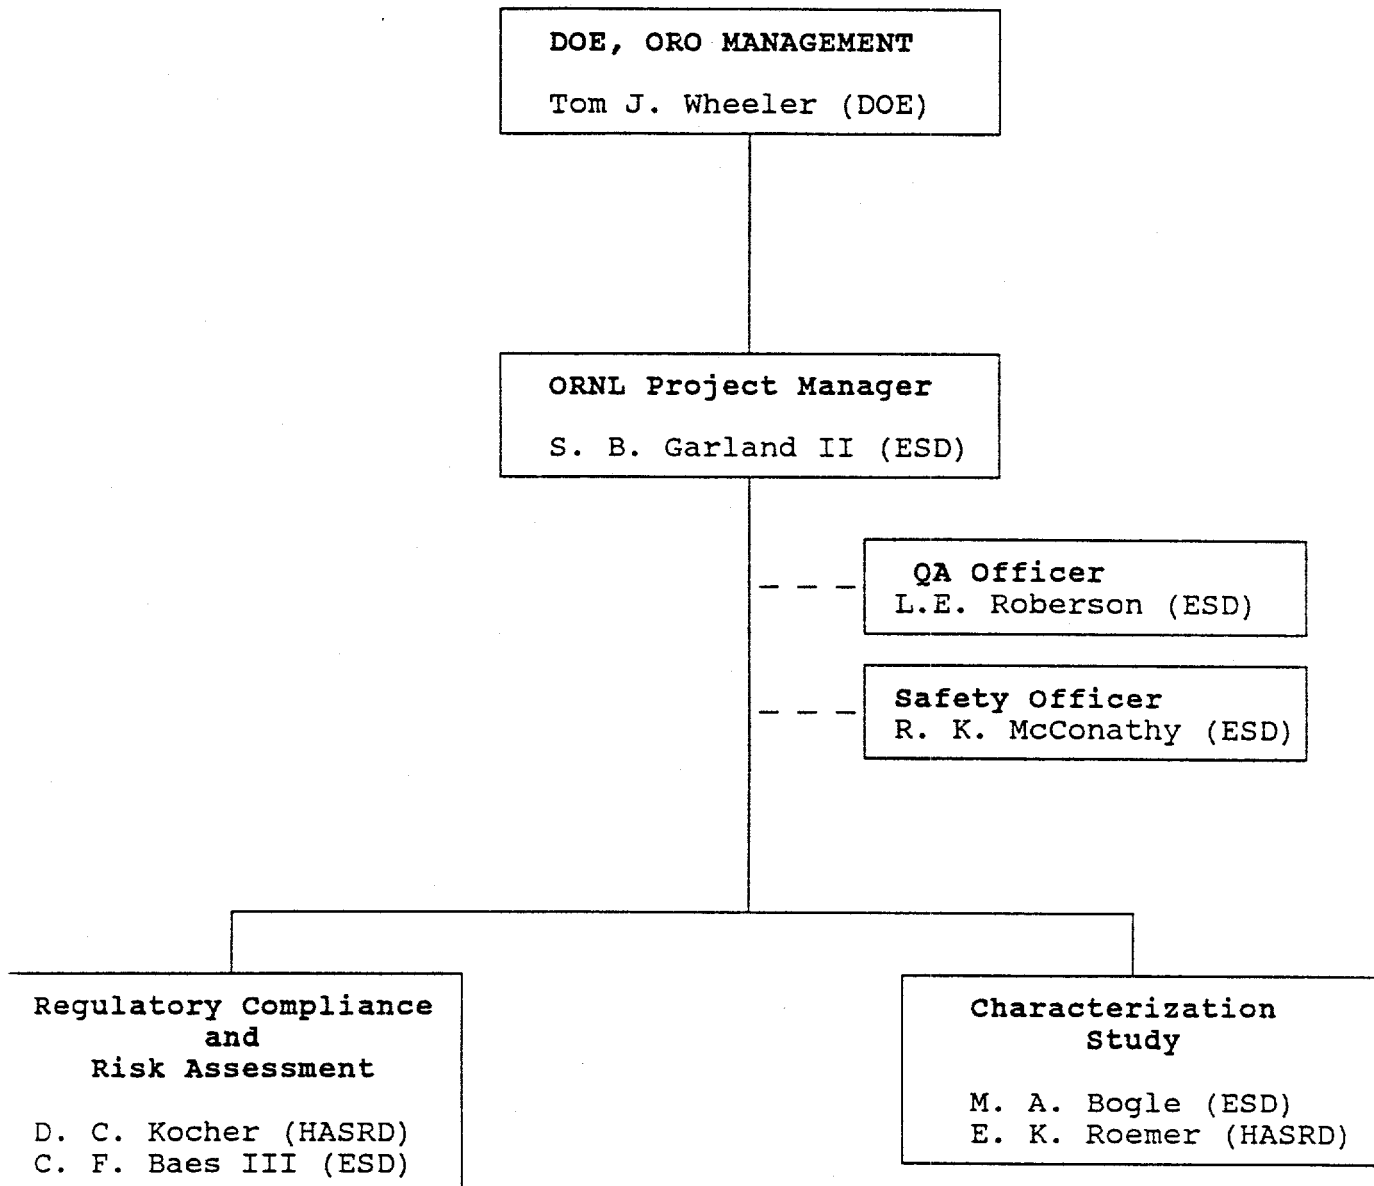 DOE, ORO MANAGEMENT
Tom J. Wheeler (DOE)
ORNL Project Manager
S. B. Garland II (ESD)
QA Officer
L.E. Roberson (ESD)
Safety Officer
R. K. McConathy (ESD)
Regulatory Compliance
and
Risk Assessment
D. C. Kocher (HASRD)
C. F. Baes III (ESD)
Characterization
Study
M. A. Bogle (ESD)
E. K. Roemer (HASRD)